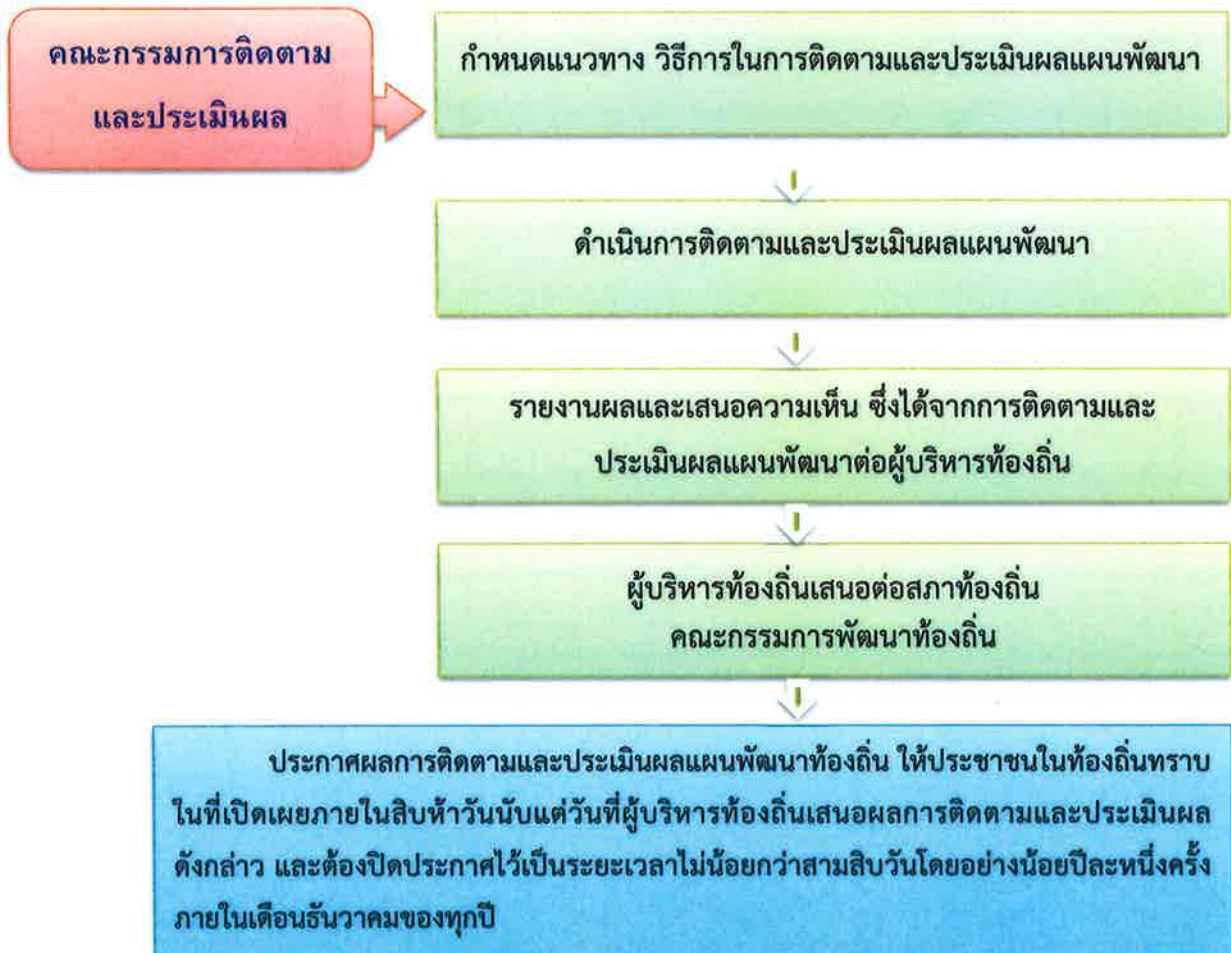 คณะกรรมการติดตาม
และประเมินผล
กำหนดแนวทาง วิธีการในการติดตามและประเมินผลแผนพัฒนา
ดำเนินการติดตามและประเมินผลแผนพัฒนา
รายงานผลและเสนอความเห็น ซึ่งได้จากการติดตามและ
ประเมินผลแผนพัฒนาต่อผู้บริหารท้องถิ่น
ผู้บริหารท้องถิ่นเสนอต่อสภาท้องถิ่น
คณะกรรมการพัฒนาท้องถิ่น
ประกาศผลการติดตามและประเมินผลแผนพัฒนาท้องถิ่น ให้ประชาชนในท้องถิ่นทราบ
ในที่เปิดเผยภายในสิบห้าวันนับแต่วันที่ผู้บริหารท้องถิ่นเสนอผลการติดตามและประเมินผล
ดังกล่าว และต้องปิดประกาศไว้เป็นระยะเวลาไม่น้อยกว่าสามสิบวันโดยอย่างน้อยปีละหนึ่งครั้ง
ภายในเดือนธันวาคมของทุกปี